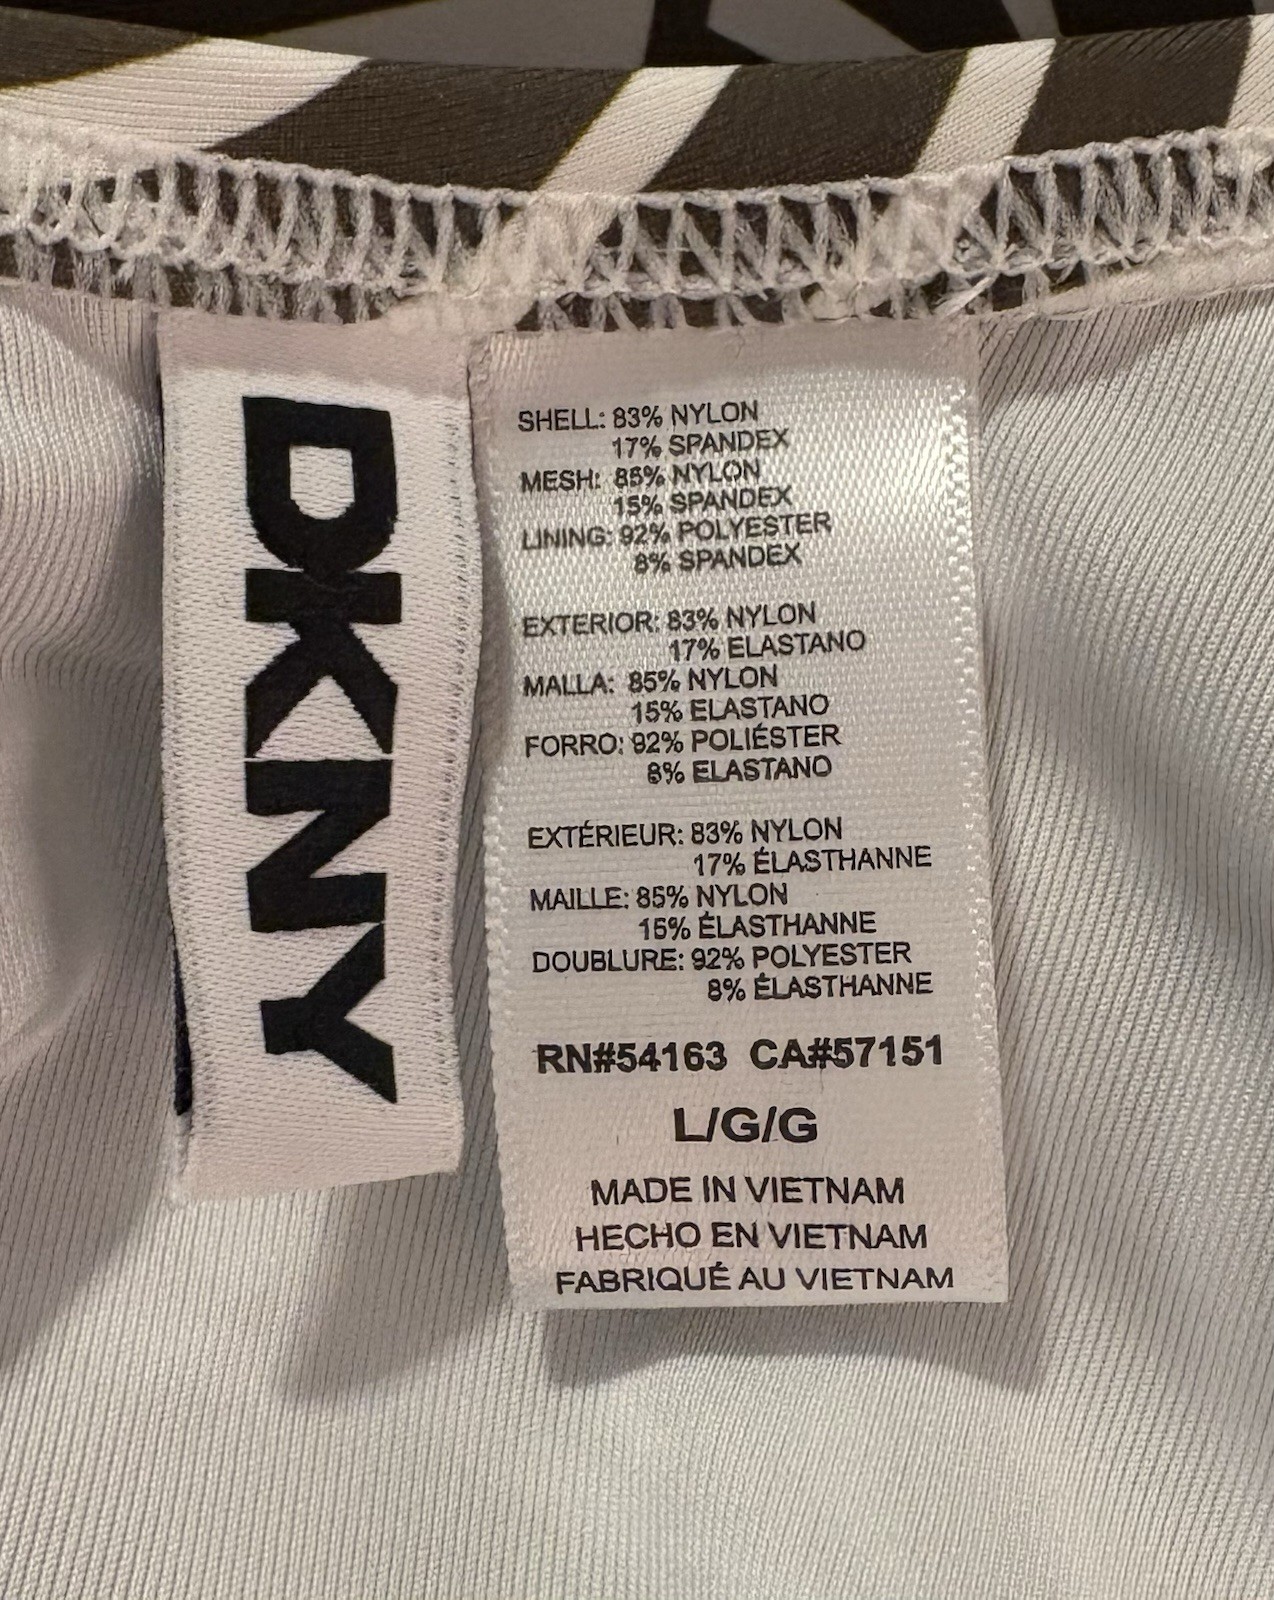 DKNY
SHELL: 83% NYLON
17% SPANDEX
MESH: 85% NYLON
15% SPANDEX
LINING: 92% POLYESTER
8% SPANDEX
EXTERIOR: 83% NYLON
17% ELASTANO
MALLA: 85% NYLON
15% ELASTANO
FORRO: 92% POLIÉSTER
8% ELASTANO
EXTÉRIEUR: 83% NYLON
17% ÉLASTHANNE
MAILLE: 85% NYLON
15% ÉLASTHANNE
DOUBLURE: 92% POLYESTER
8% ÉLASTHANNE
RN#54163 CA#57151
L/G/G
MADE IN VIETNAM
HECHO EN VIETNAM
FABRIQUÉ AU VIETNAM